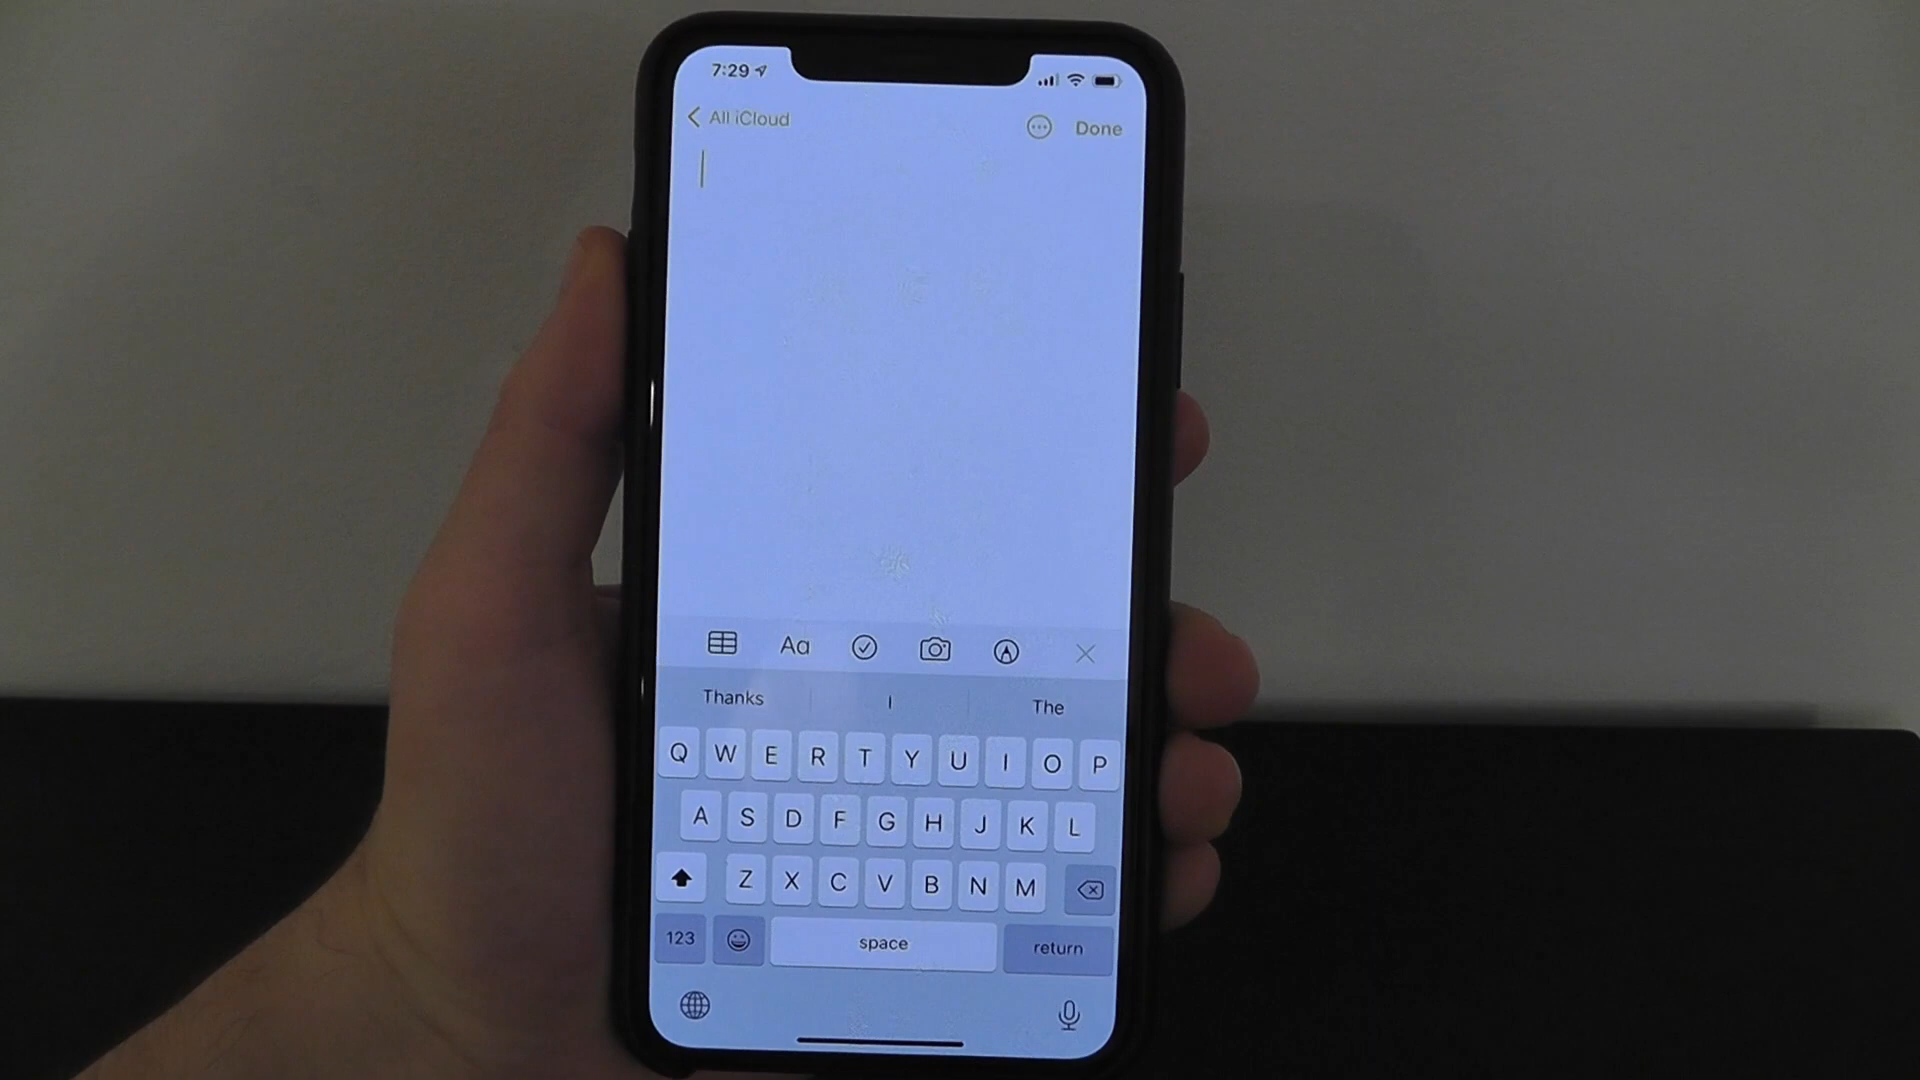 7:29
All iCloud
Done
Aa
Thanks I The
Q W E R T Y U I O P
A S D F G H J K L
Z X C V B N M
123 space return